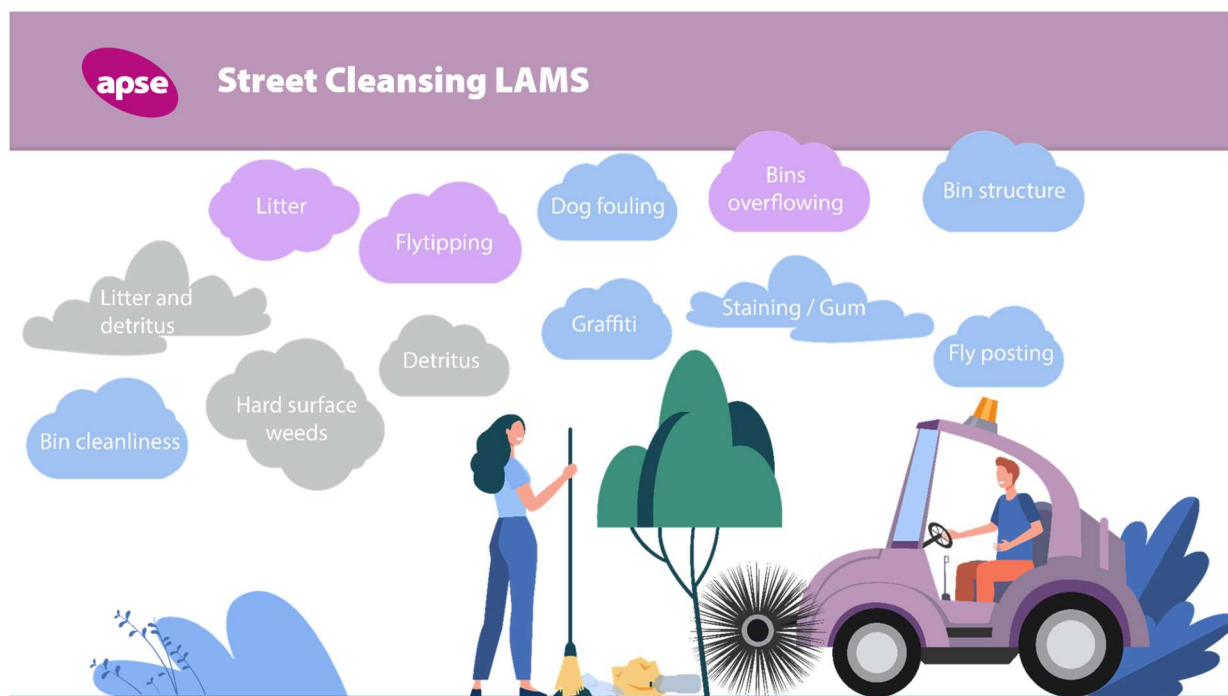 apse
Street Cleansing LAMS
Litter
Flytipping
Dog fouling
Bins
overflowing
Bin structure
Litter and
detritus
Detritus
Graffiti
Staining / Gum
Fly posting
Bin cleanliness
Hard surface
weeds